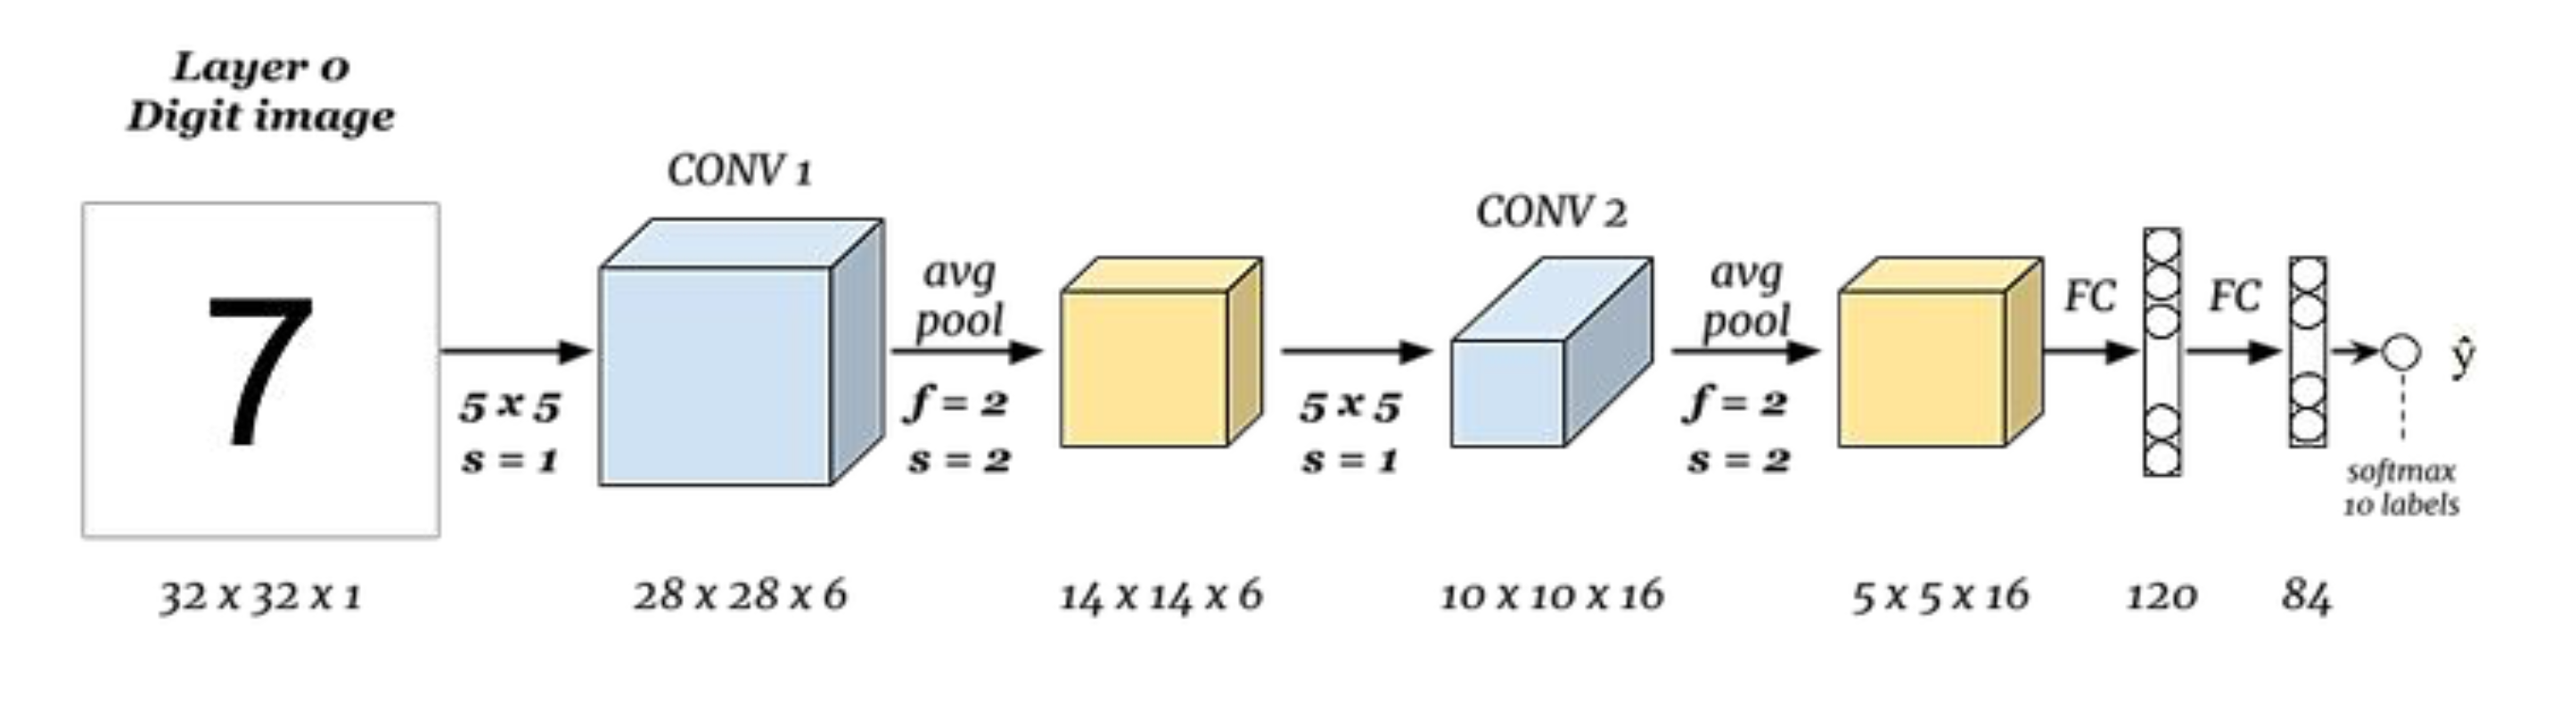 Layer 0
Digit image
7
32 x 32 x 1
5 x 5
s = 1
CONV 1
28 x 28 x 6
avg
pool
f = 2
s = 2
14 x 14 x 6
5 x 5
s = 1
CONV 2
10 x 10 x 16
avg
pool
f = 2
s = 2
5 x 5 x 16
FC
120
FC
84
ŷ
softmax
10 labels